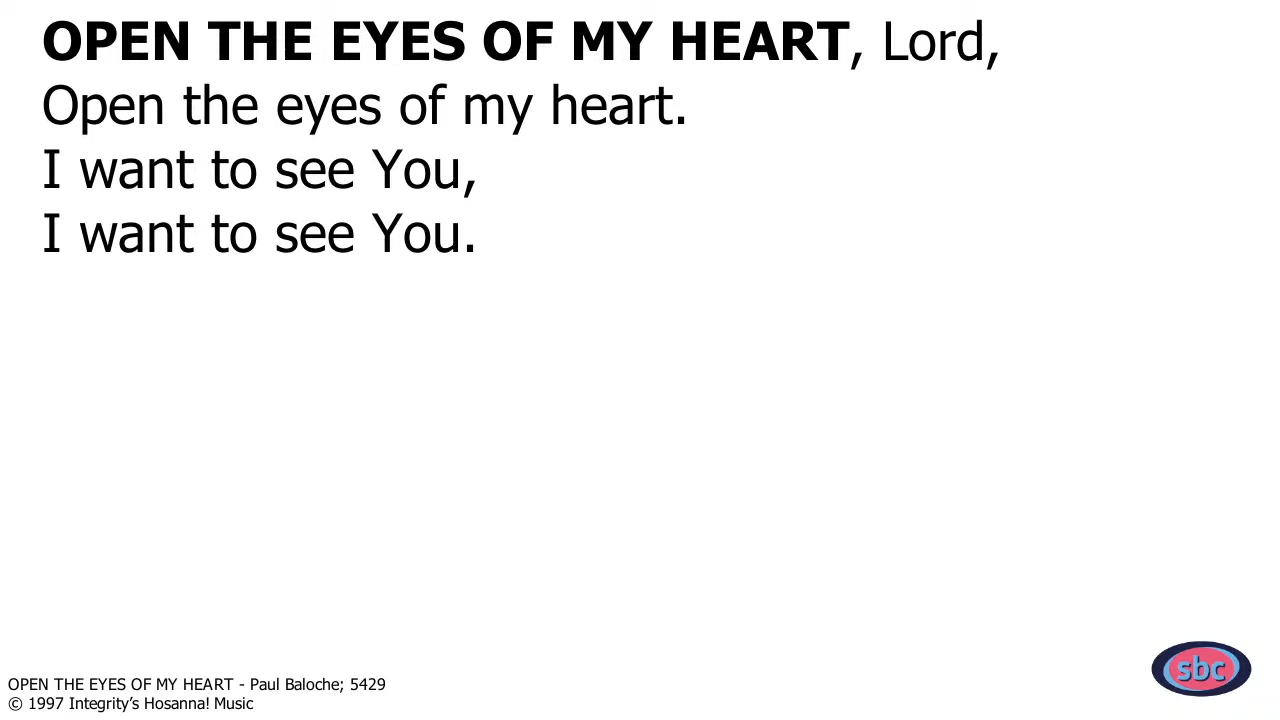 OPEN THE EYES OF MY HEART, Lord,
Open the eyes of my heart.
I want to see You,
I want to see You.
sbc
OPEN THE EYES OF MY HEART - Paul Baloche; 5429
© 1997 Integrity’s Hosanna! Music